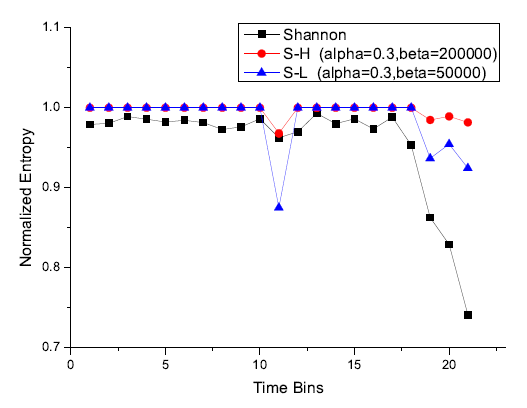 Shannon
S-H (alpha=0.3,beta=200000)
S-L (alpha=0.3,beta=50000)
1.1
1.0
0.9
0.8
0.7
Normalized Entropy
0 5 10 15 20
Time Bins